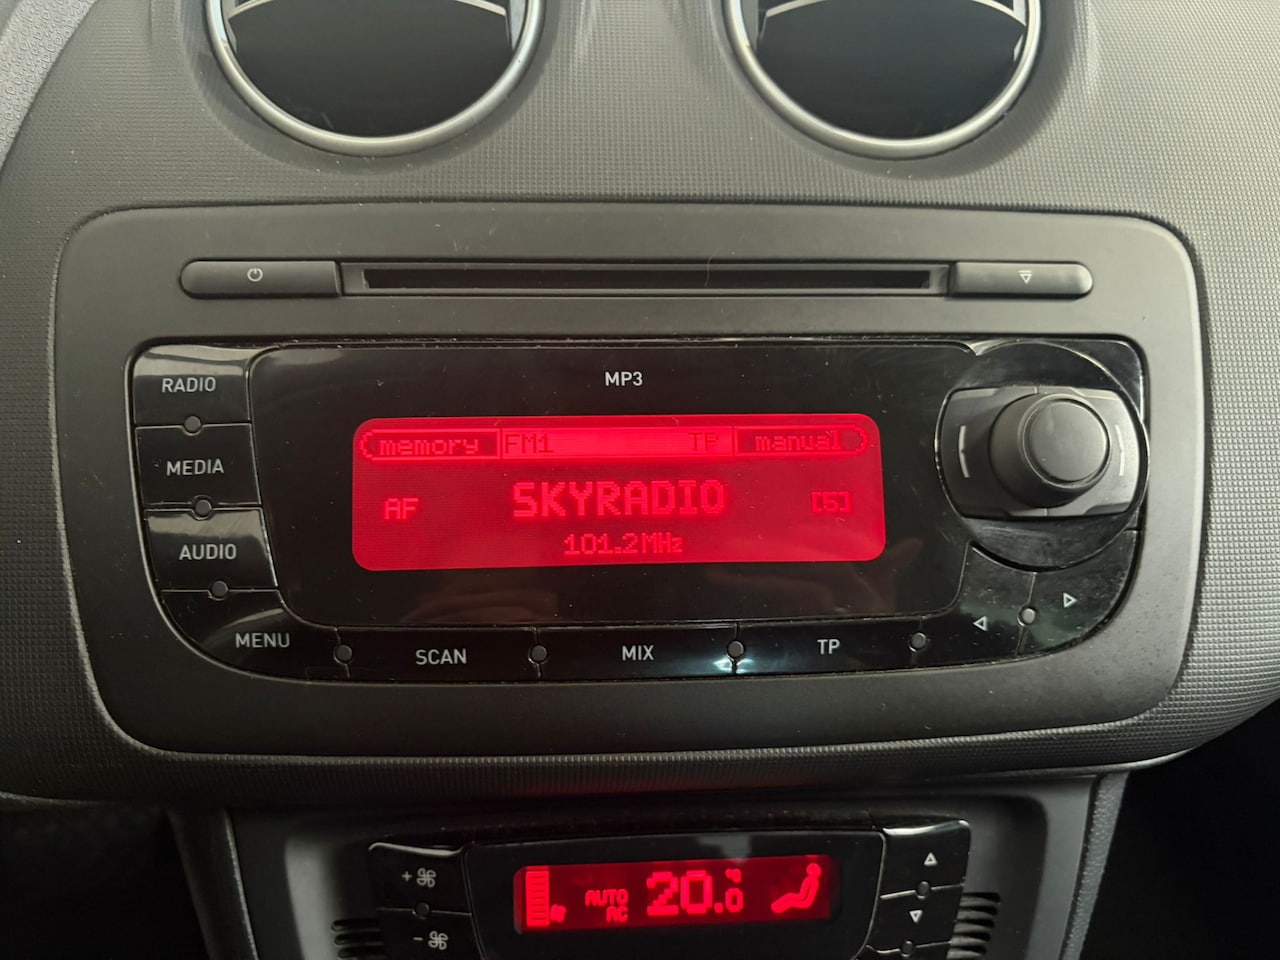 MP3
RADIO
memory FM1 TP manual
MEDIA
AF SKYRADIO [5]
101.2MHz
AUDIO
MENU SCAN MIX TP
AUTO 20.0 °C
AC